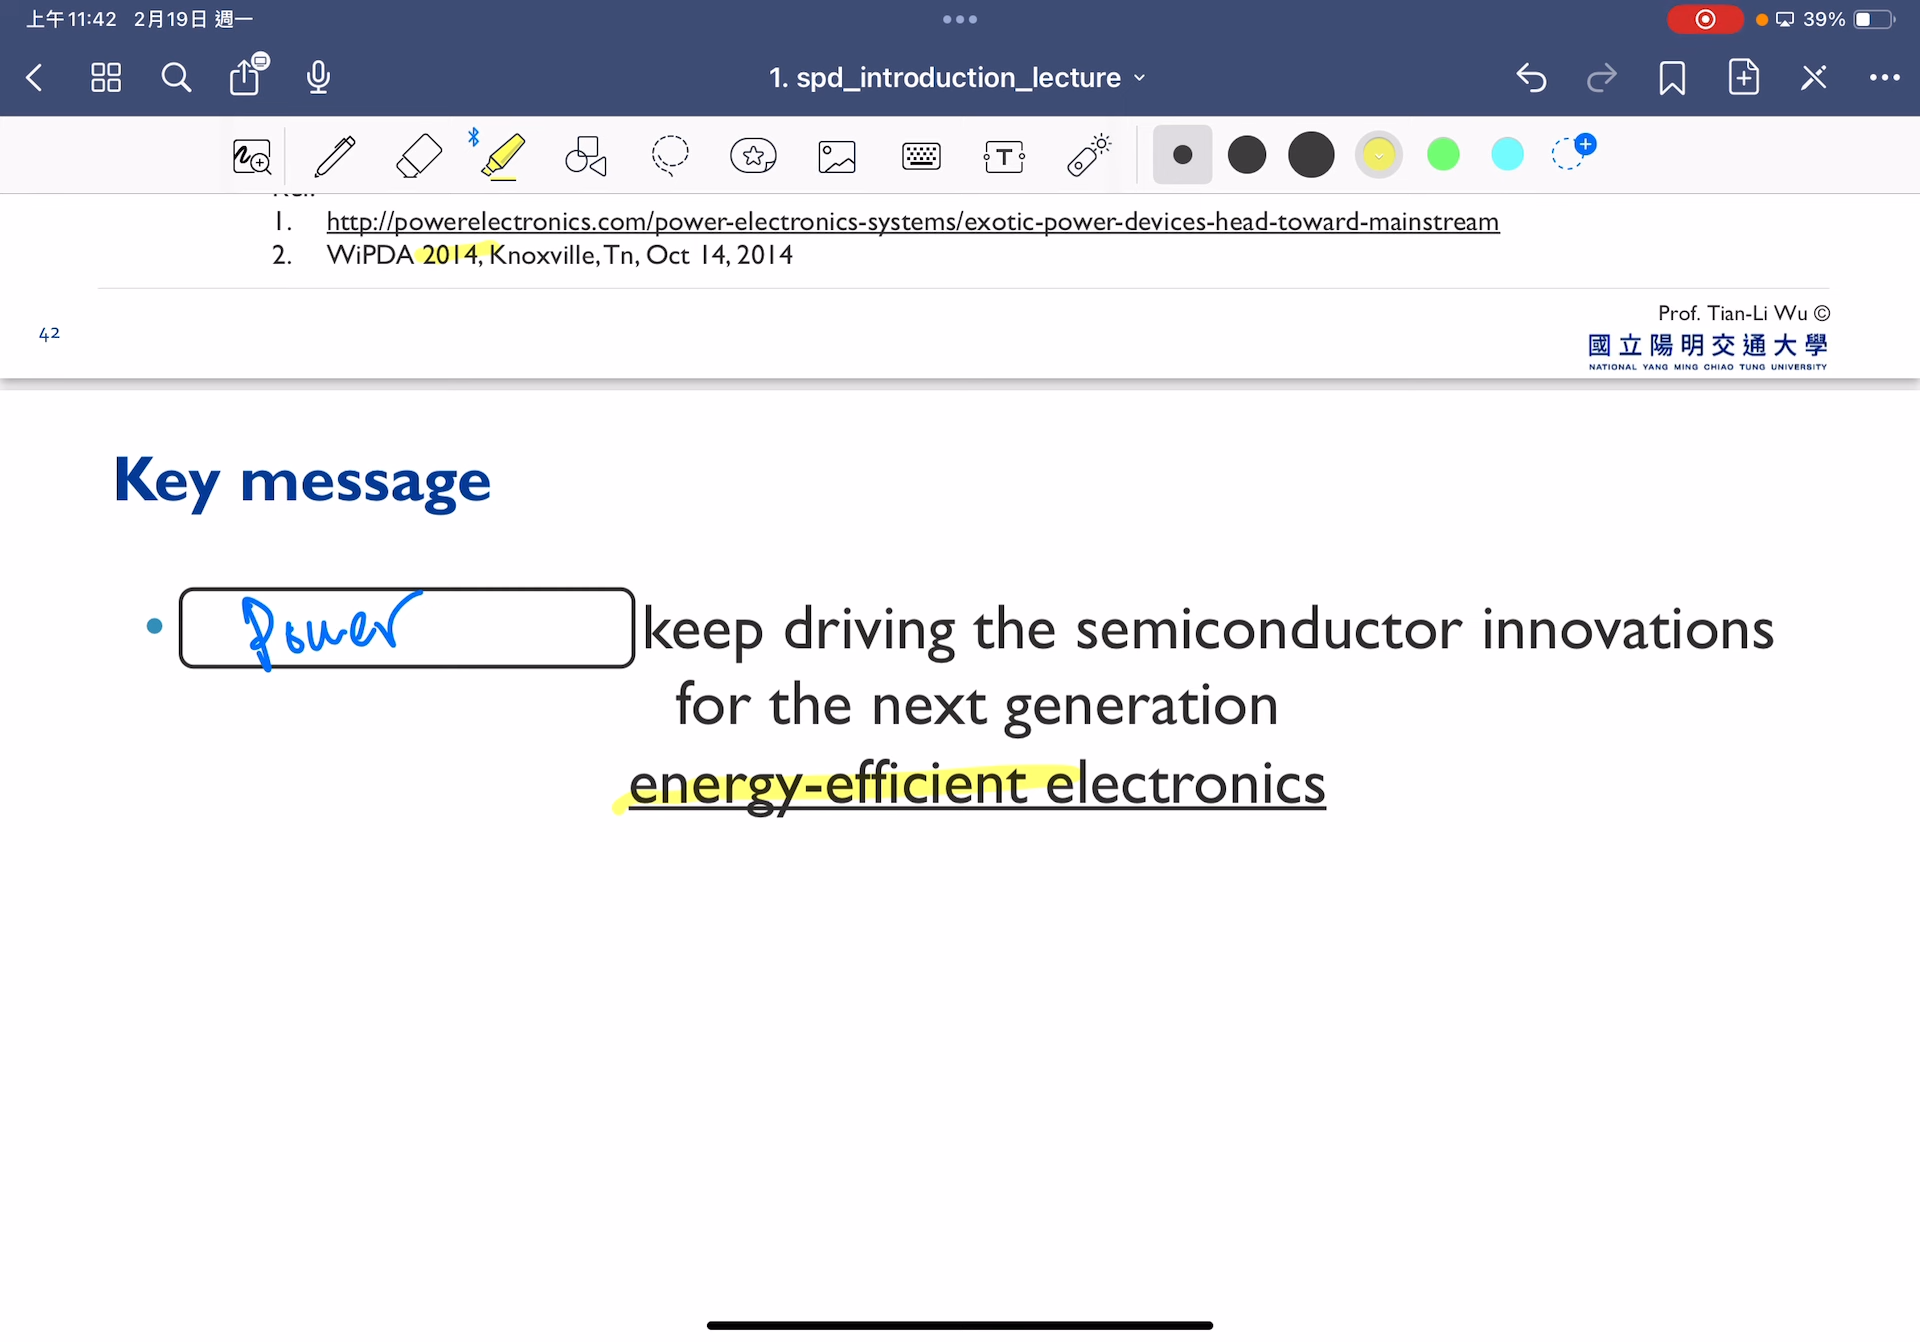 上午11:42 2月19日 週一
39%
1. spd_introduction_lecture
T
1. http://powerelectronics.com/power-electronics-systems/exotic-power-devices-head-toward-mainstream
2. WiPDA 2014, Knoxville, Tn, Oct 14, 2014
Prof. Tian-Li Wu ©
42
國立陽明交通大學
NATIONAL YANG MING CHIAO TUNG UNIVERSITY
Key message
• Power keep driving the semiconductor innovations
for the next generation
energy-efficient electronics